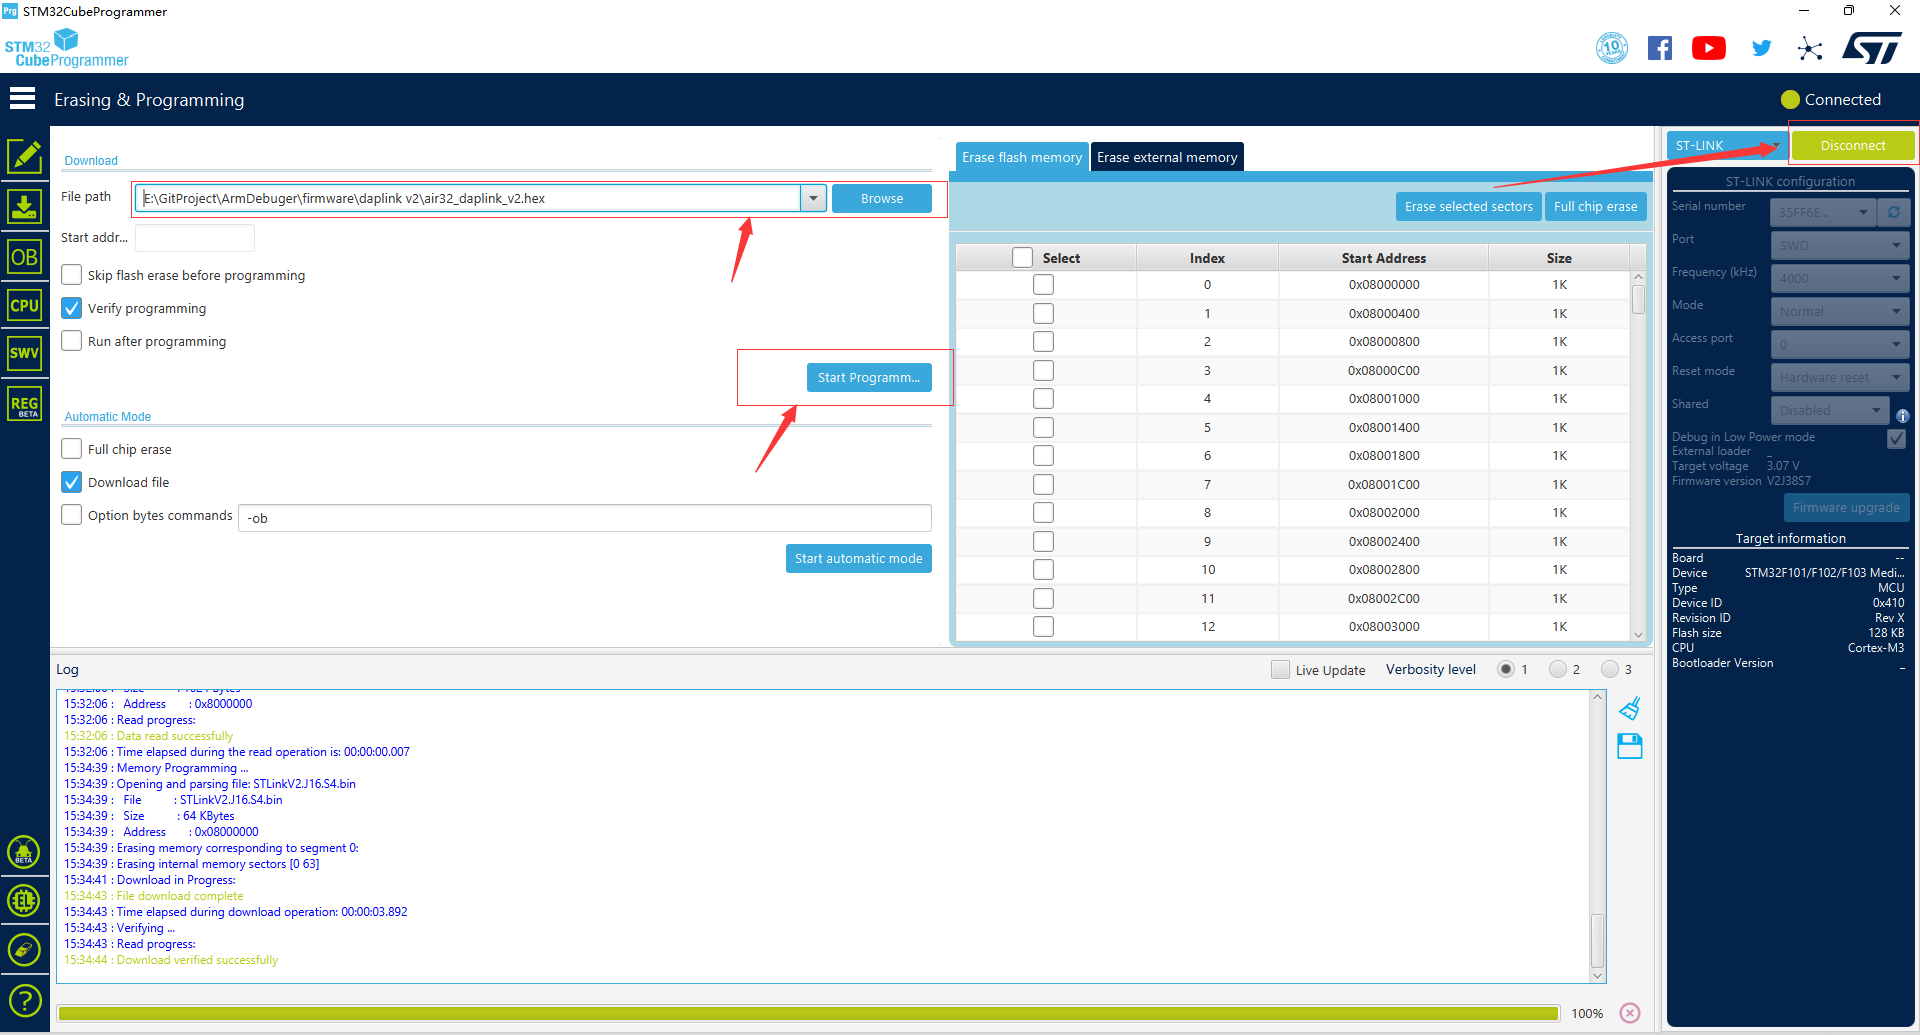 Prg STM32CubeProgrammer
STM32
CubeProgrammer
10
Erasing & Programming
Connected
Download
File path
E:\GitProject\ArmDebuger\firmware\daplink v2\air32_daplink_v2.hex
Browse
Start addr...
Skip flash erase before programming
Verify programming
Run after programming
Start Programm...
Automatic Mode
Full chip erase
Download file
Option bytes commands
-ob
Start automatic mode
OB
CPU
SWV
REG
BETA
BETA
EL
?
Erase flash memory
Erase external memory
Erase selected sectors
Full chip erase
Select Index Start Address Size
0 0x08000000 1K
1 0x08000400 1K
2 0x08000800 1K
3 0x08000C00 1K
4 0x08001000 1K
5 0x08001400 1K
6 0x08001800 1K
7 0x08001C00 1K
8 0x08002000 1K
9 0x08002400 1K
10 0x08002800 1K
11 0x08002C00 1K
12 0x08003000 1K
ST-LINK
Disconnect
ST-LINK configuration
Serial number 35FF6E...
Port SWD
Frequency (kHz) 4000
Mode Normal
Access port 0
Reset mode Hardware reset
Shared Disabled
Debug in Low Power mode
External loader _
Target voltage 3.07 V
Firmware version V2J38S7
Firmware upgrade
Target information
Board --
Device STM32F101/F102/F103 Medi...
Type MCU
Device ID 0x410
Revision ID Rev X
Flash size 128 KB
CPU Cortex-M3
Bootloader Version _
Log
Live Update
Verbosity level
1
2
3
15:32:06 : Address : 0x8000000
15:32:06 : Read progress:
15:32:06 : Data read successfully
15:32:06 : Time elapsed during the read operation is: 00:00:00.007
15:34:39 : Memory Programming ...
15:34:39 : Opening and parsing file: STLinkV2.J16.S4.bin
15:34:39 : File : STLinkV2.J16.S4.bin
15:34:39 : Size : 64 KBytes
15:34:39 : Address : 0x08000000
15:34:39 : Erasing memory corresponding to segment 0:
15:34:39 : Erasing internal memory sectors [0 63]
15:34:41 : Download in Progress:
15:34:43 : File download complete
15:34:43 : Time elapsed during download operation: 00:00:03.892
15:34:43 : Verifying ...
15:34:43 : Read progress:
15:34:44 : Download verified successfully
100%